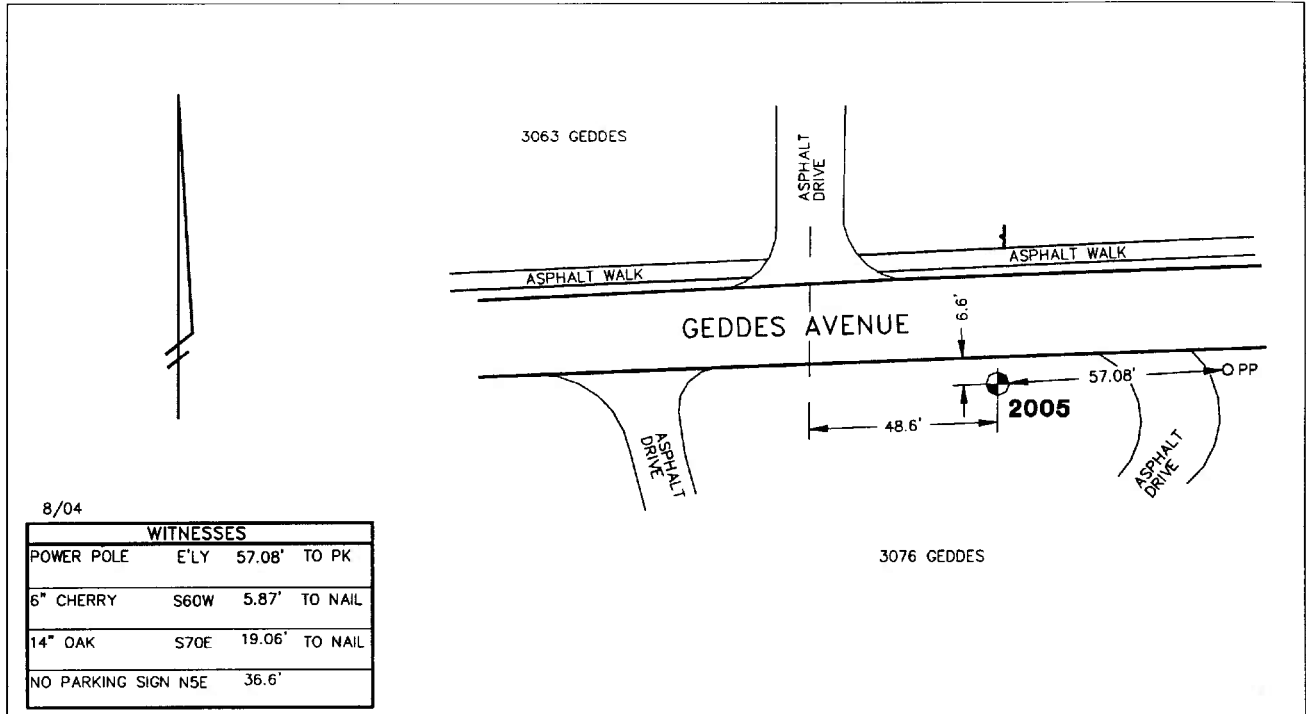 3063 GEDDES
ASPHALT
DRIVE
ASPHALT WALK
ASPHALT WALK
GEDDES AVENUE
6.6'
57.08'
PP
2005
48.6'
ASPHALT
DRIVE
ASPHALT
DRIVE
3076 GEDDES
8/04
WITNESSES
POWER POLE E'LY 57.08' TO PK
6" CHERRY S60W 5.87' TO NAIL
14" OAK S70E 19.06' TO NAIL
NO PARKING SIGN N5E 36.6'